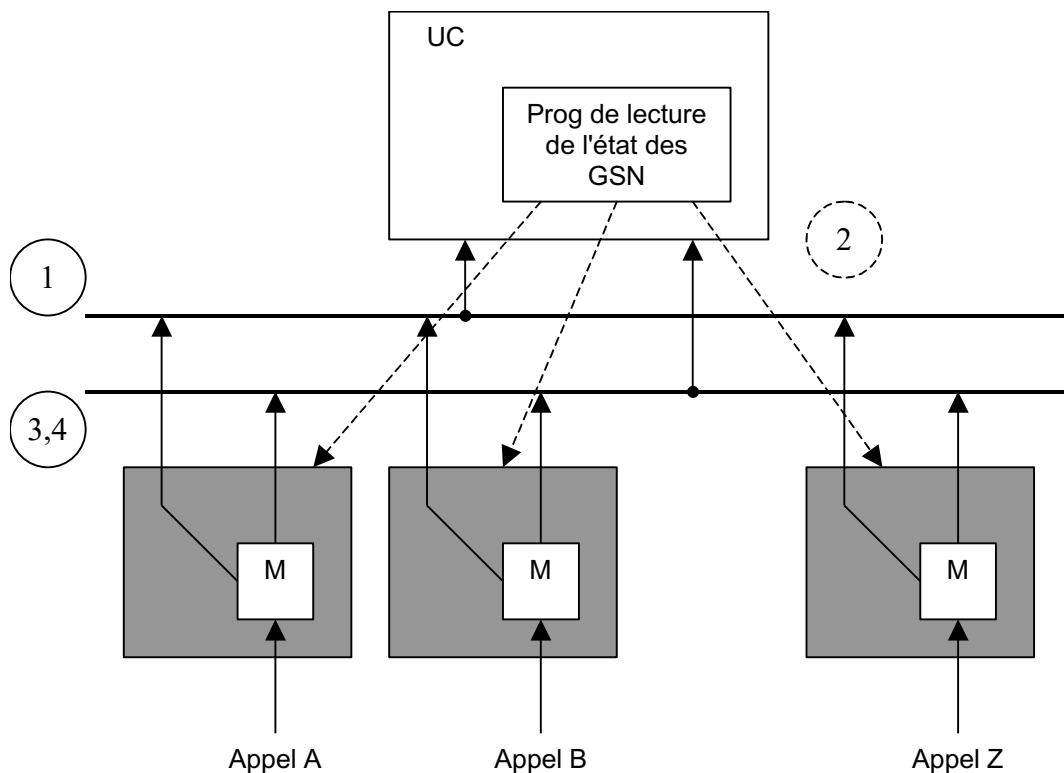 UC
Prog de lecture
de l'état des
GSN
2
1
3,4
M
M
M
Appel A
Appel B
Appel Z